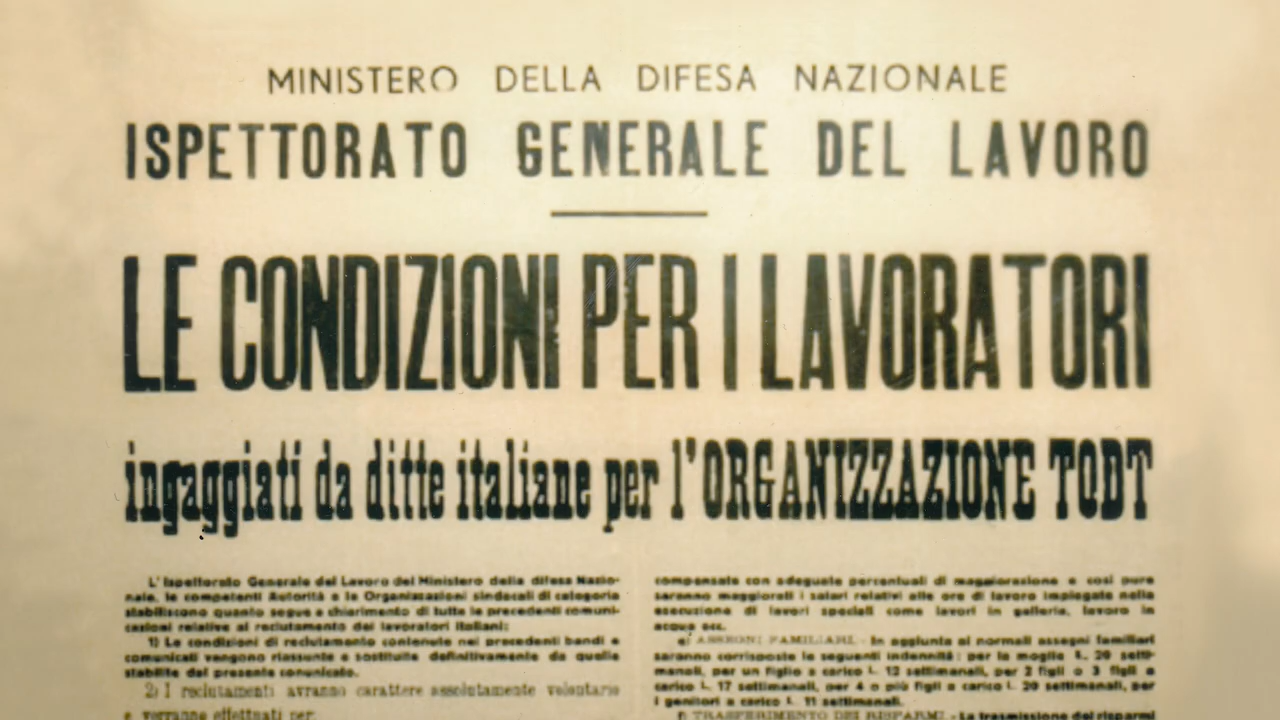 MINISTERO DELLA DIFESA NAZIONALE
ISPETTORATO GENERALE DEL LAVORO
LE CONDIZIONI PER I LAVORATORI
ingaggiati da ditte italiane per l'ORGANIZZAZIONE TODT
L'Ispettorato Generale del Lavoro del Ministero della difesa Nazio-
nale, le competenti Autorità e le Organizzazioni sindacali di categoria
stabiliscono quanto segue a chiarimento di tutte le precedenti comuni-
cazioni relative al reclutamento dei lavoratori italiani:
1) Le condizioni di reclutamento contenute nei precedenti bandi e
comunicati vengono riassunte e sostituite definitivamente da quelle
stabilite dal presente comunicato.
2) I reclutamenti avranno carattere assolutamente volontario
e verranno effettuati per.
compensate con adeguate percentuali di maggiorazione e così pure
saranno maggiorati i salari relativi alle ore di lavoro impiegate nella
esecuzione di lavori speciali come lavori in galleria, lavoro in
acqua ecc.
e) ASSEGNI FAMILIARI. - In aggiunta ai normali assegni familiari
saranno corrisposte le seguenti indennità: per la moglie L. 29 setti-
manali, per un figlio a carico L. 12 settimanali, per 2 figli o 3 figli a
carico L. 17 settimanali, per 4 o più figli a carico L. 20 settimanali, per
i genitori a carico L. 11 settimanali.
f) TRASFERIMENTO DEI RISPARMI. - La trasmissione dei risparmi